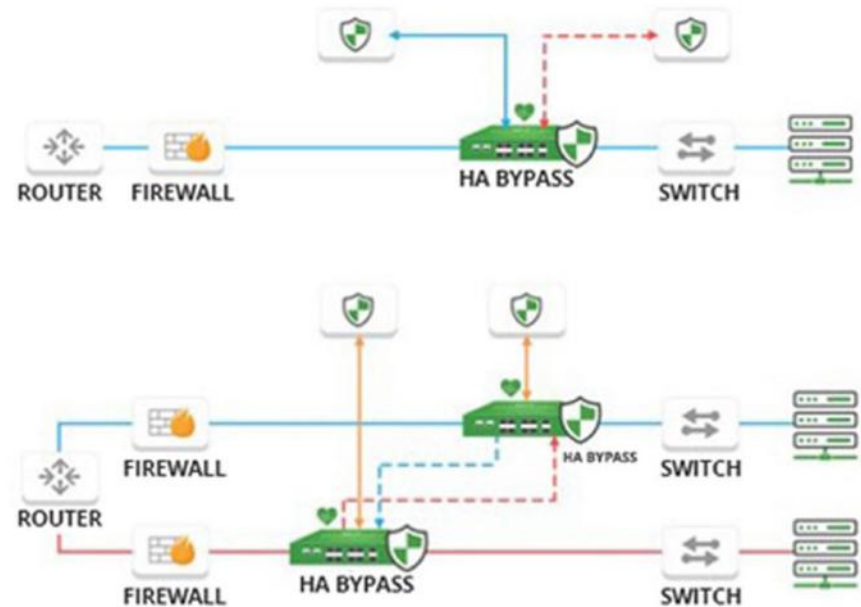 ROUTER
FIREWALL
HA BYPASS
SWITCH
FIREWALL
HA BYPASS
SWITCH
ROUTER
FIREWALL
HA BYPASS
SWITCH